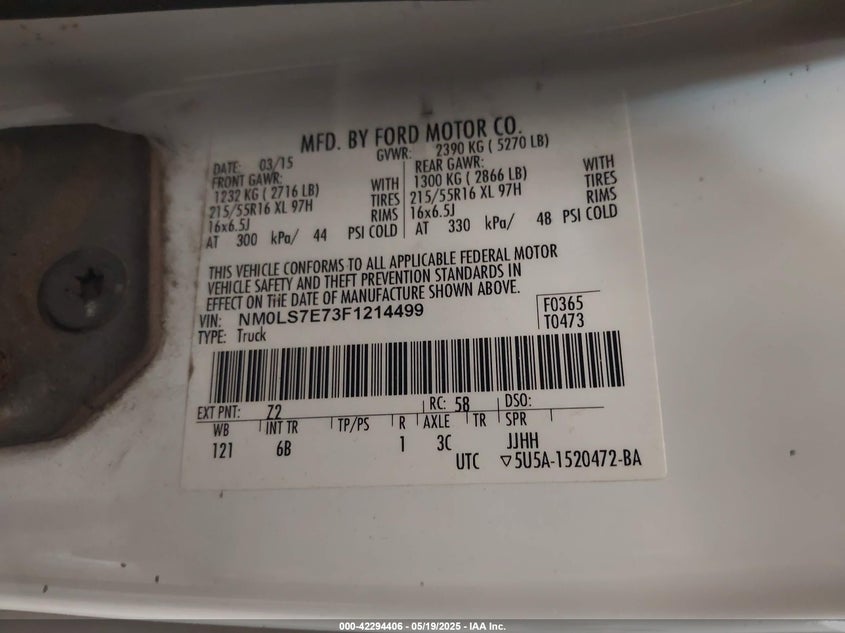 MFD. BY FORD MOTOR CO.
DATE: 03/15 GVWR: 2390 KG ( 5270 LB)
FRONT GAWR: WITH REAR GAWR: WITH
1232 KG ( 2716 LB) TIRES 1300 KG ( 2866 LB) TIRES
215/55R16 XL 97H RIMS 215/55R16 XL 97H RIMS
16x6.5J 16x6.5J
AT 300 kPa/ 44 PSI COLD AT 330 kPa/ 48 PSI COLD
THIS VEHICLE CONFORMS TO ALL APPLICABLE FEDERAL MOTOR
VEHICLE SAFETY AND THEFT PREVENTION STANDARDS IN
EFFECT ON THE DATE OF MANUFACTURE SHOWN ABOVE.
VIN: NM0LS7E73F1214499 F0365
TYPE: Truck T0473
EXT PNT: Z2 RC: 58 DSO:
WB INT TR TP/PS R AXLE TR SPR
121 6B 1 3C JJHH
UTC ▽5U5A-1520472-BA
000-42294406 - 05/19/2025 - IAA Inc.